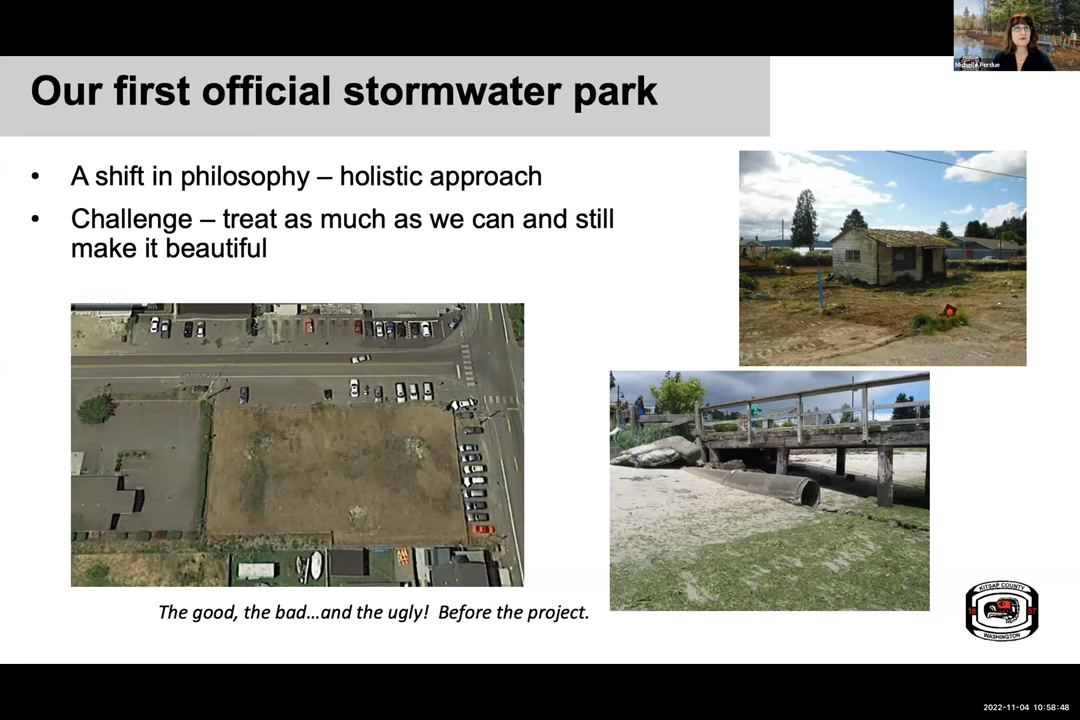 Michelle Perdue
Our first official stormwater park
• A shift in philosophy – holistic approach
• Challenge – treat as much as we can and still
make it beautiful
The good, the bad…and the ugly!  Before the project.
KITSAP COUNTY
18 57
WASHINGTON
2022-11-04 10:58:48